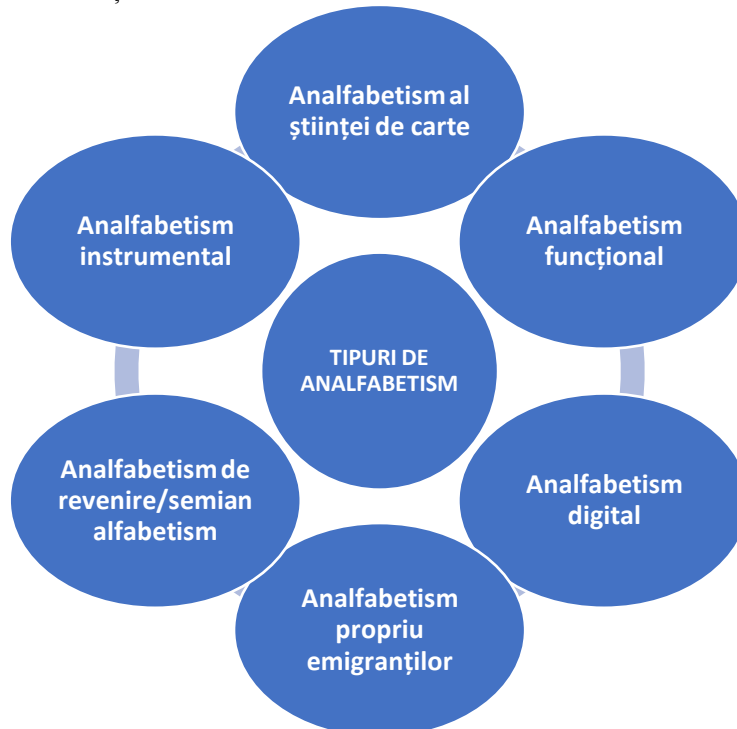 Analfabetism al
științei de carte
Analfabetism
funcțional
Analfabetism
digital
Analfabetism
propriu
emigranților
Analfabetism de
revenire/semian
alfabetism
Analfabetism
instrumental
TIPURI DE
ANALFABETISM